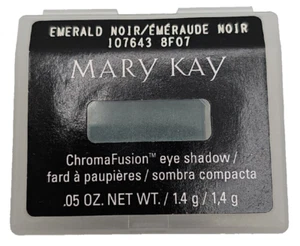 EMERALD NOIR/ÉMÉRAUDE NOIR
107643 8F07
MARY KAY
ChromaFusion™ eye shadow /
fard à paupières / sombra compacta
.05 OZ. NET WT. / 1.4 g / 1,4 g